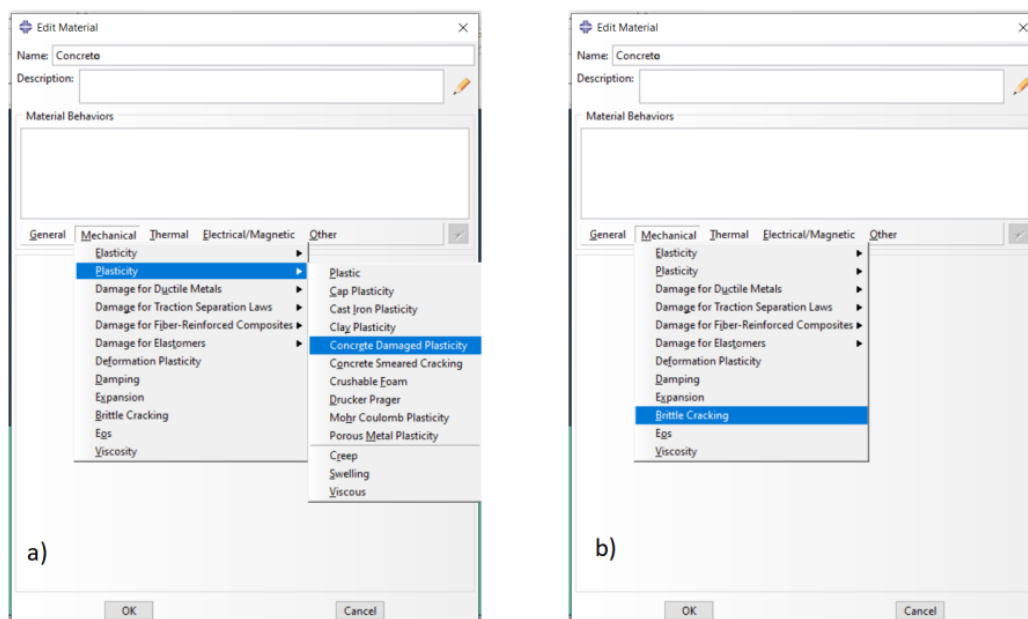 Edit Material
Name: Concreto
Description:
Material Behaviors
General Mechanical Thermal Electrical/Magnetic Other
Elasticity
Plasticity
Damage for Ductile Metals
Damage for Traction Separation Laws
Damage for Fiber-Reinforced Composites
Damage for Elastomers
Deformation Plasticity
Damping
Expansion
Brittle Cracking
Eos
Viscosity
Plastic
Cap Plasticity
Cast Iron Plasticity
Clay Plasticity
Concrete Damaged Plasticity
Concrete Smeared Cracking
Crushable Foam
Drucker Prager
Mohr Coulomb Plasticity
Porous Metal Plasticity
Creep
Swelling
Viscous
a)
OK Cancel
Edit Material
Name: Concreto
Description:
Material Behaviors
General Mechanical Thermal Electrical/Magnetic Other
Elasticity
Plasticity
Damage for Ductile Metals
Damage for Traction Separation Laws
Damage for Fiber-Reinforced Composites
Damage for Elastomers
Deformation Plasticity
Damping
Expansion
Brittle Cracking
Eos
Viscosity
b)
OK Cancel